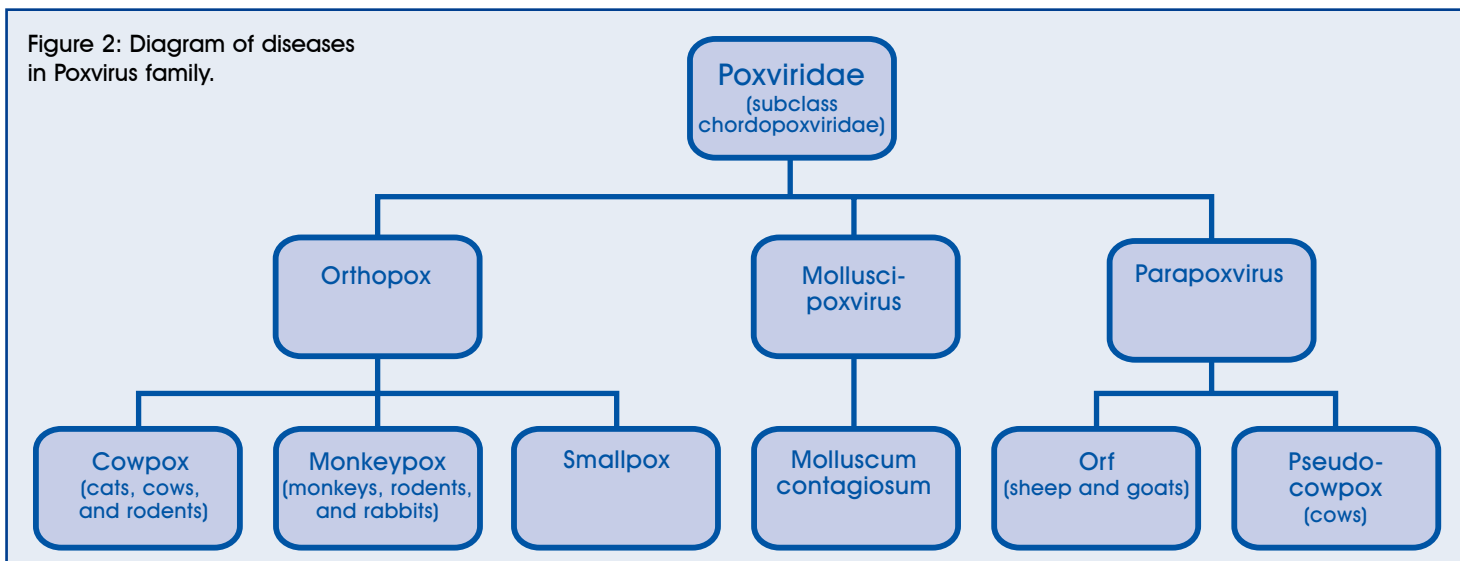 Figure 2: Diagram of diseases
in Poxvirus family.
Poxviridae
(subclass
chordopoxviridae)
Orthopox
Mollusci-
poxvirus
Parapoxvirus
Cowpox
(cats, cows,
and rodents)
Monkeypox
(monkeys, rodents,
and rabbits)
Smallpox
Molluscum
contagiosum
Orf
(sheep and goats)
Pseudo-
cowpox
(cows)